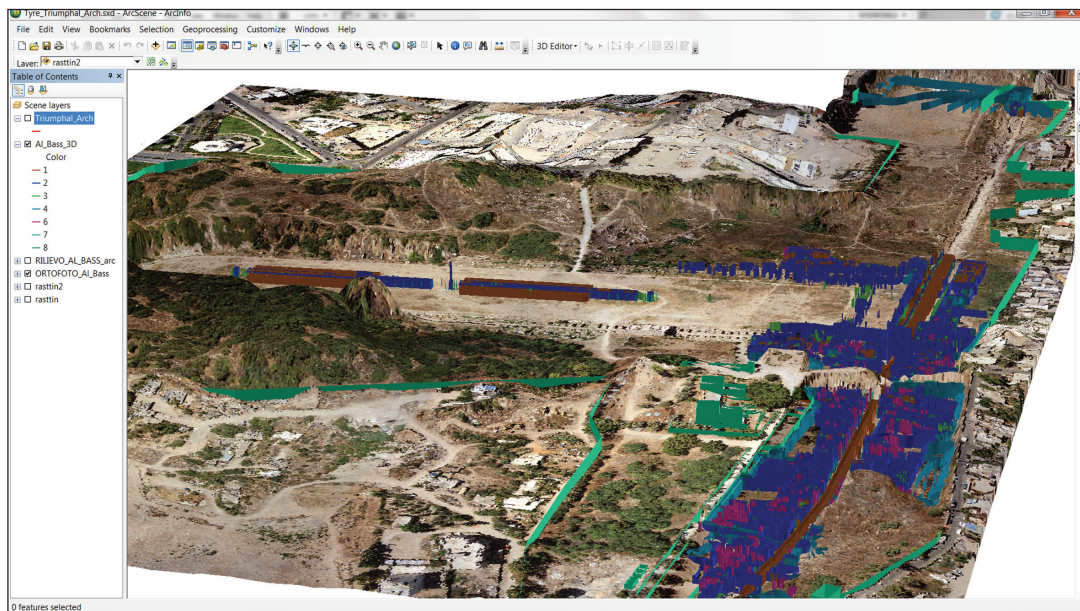 Tyre_Triumphal_Arch.sxd - ArcScene - ArcInfo
File Edit View Bookmarks Selection Geoprocessing Customize Windows Help
3D Editor
Layer: rasttin2
Table of Contents
Scene layers
Triumphal_Arch
Al_Bass_3D
Color
1
2
3
4
6
7
8
RILIEVO_AL_BASS_arc
ORTOFOTO_Al_Bass
rasttin2
rasttin
0 features selected